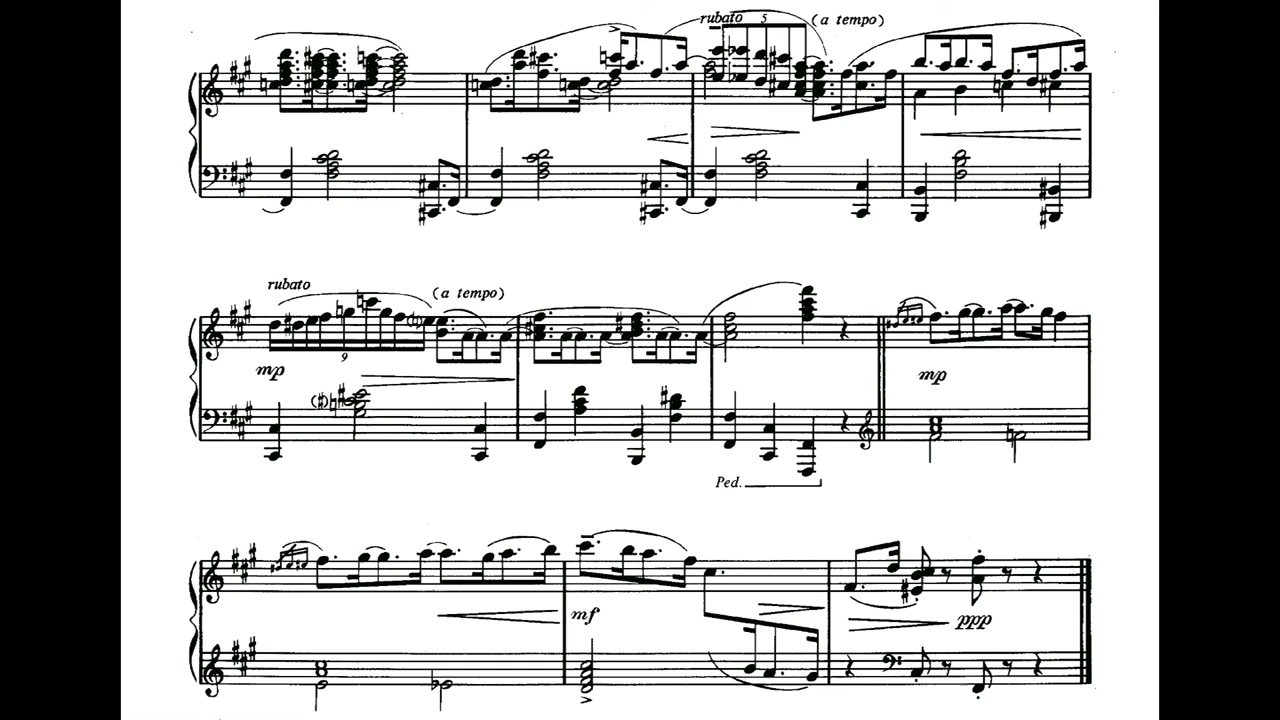 rubato 5 (a tempo)
rubato
(a tempo)
9
mp
mp
Ped.
mf
ppp